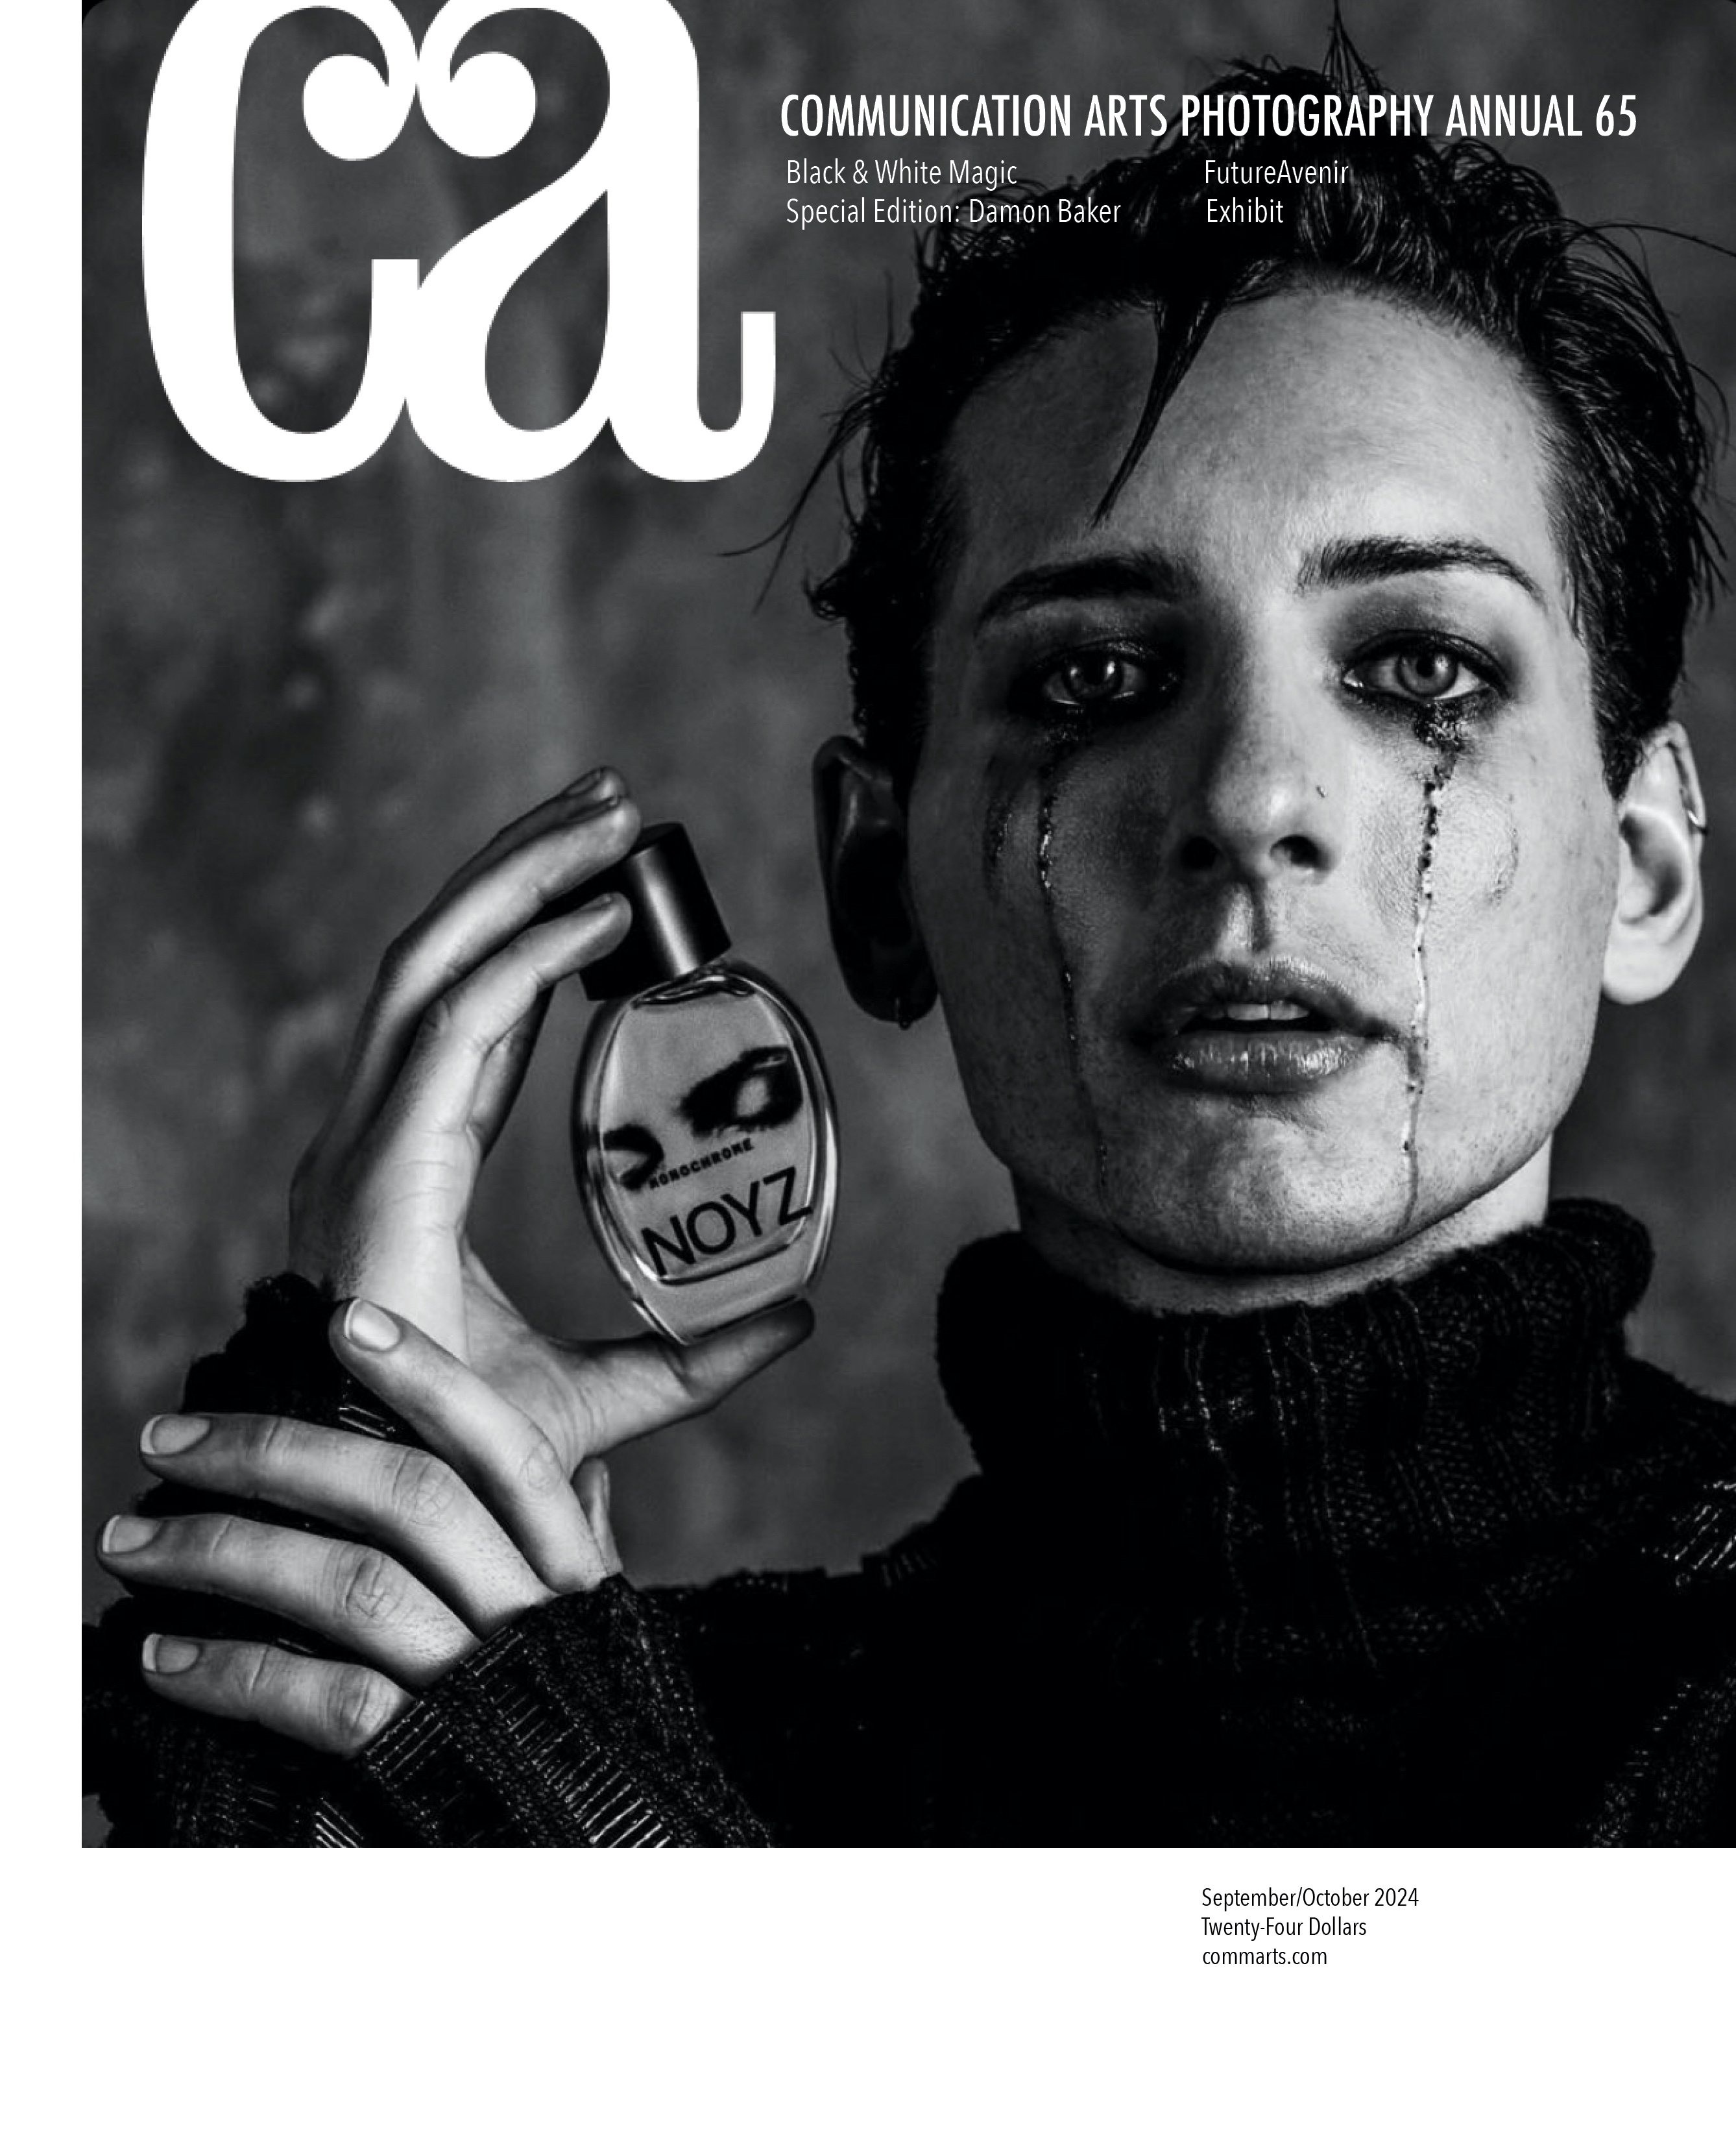 ca
COMMUNICATION ARTS PHOTOGRAPHY ANNUAL 65
Black & White Magic
Special Edition: Damon Baker
FutureAvenir
Exhibit
MONOCHROME
NOYZ
September/October 2024
Twenty-Four Dollars
commarts.com